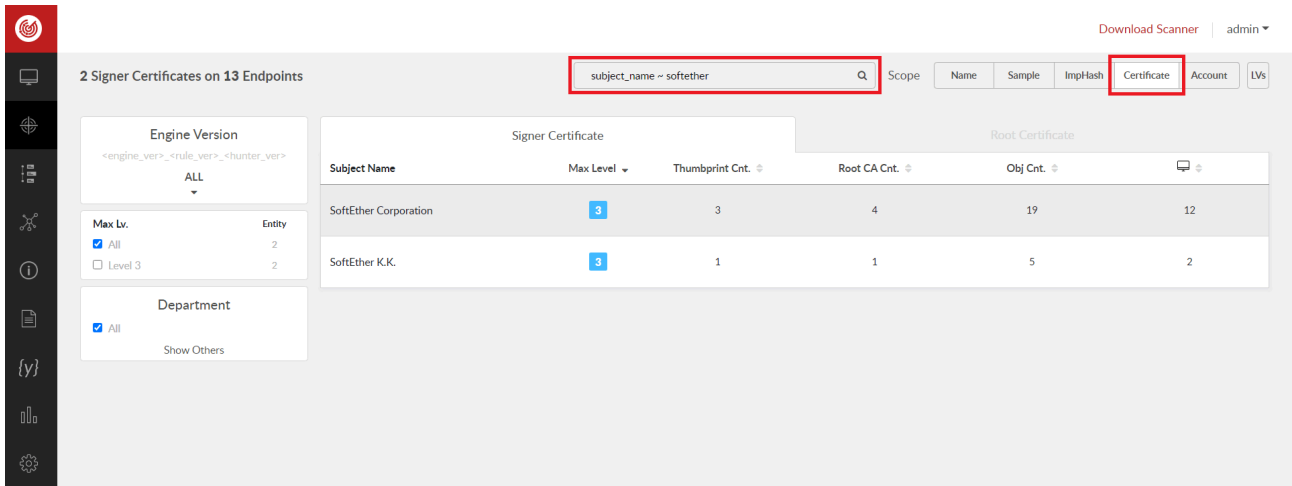 Download Scanner admin
2 Signer Certificates on 13 Endpoints
subject_name ~ softether
Scope Name Sample ImpHash Certificate Account LVs
Engine Version
<engine_ver>_<rule_ver>_<hunter_ver>
ALL
Max Lv. Entity
All 2
Level 3 2
Department
All
Show Others
Signer Certificate Root Certificate
Subject Name Max Level Thumbprint Cnt. Root CA Cnt. Obj Cnt.
SoftEther Corporation 3 3 4 19 12
SoftEther K.K. 3 1 1 5 2
{y}